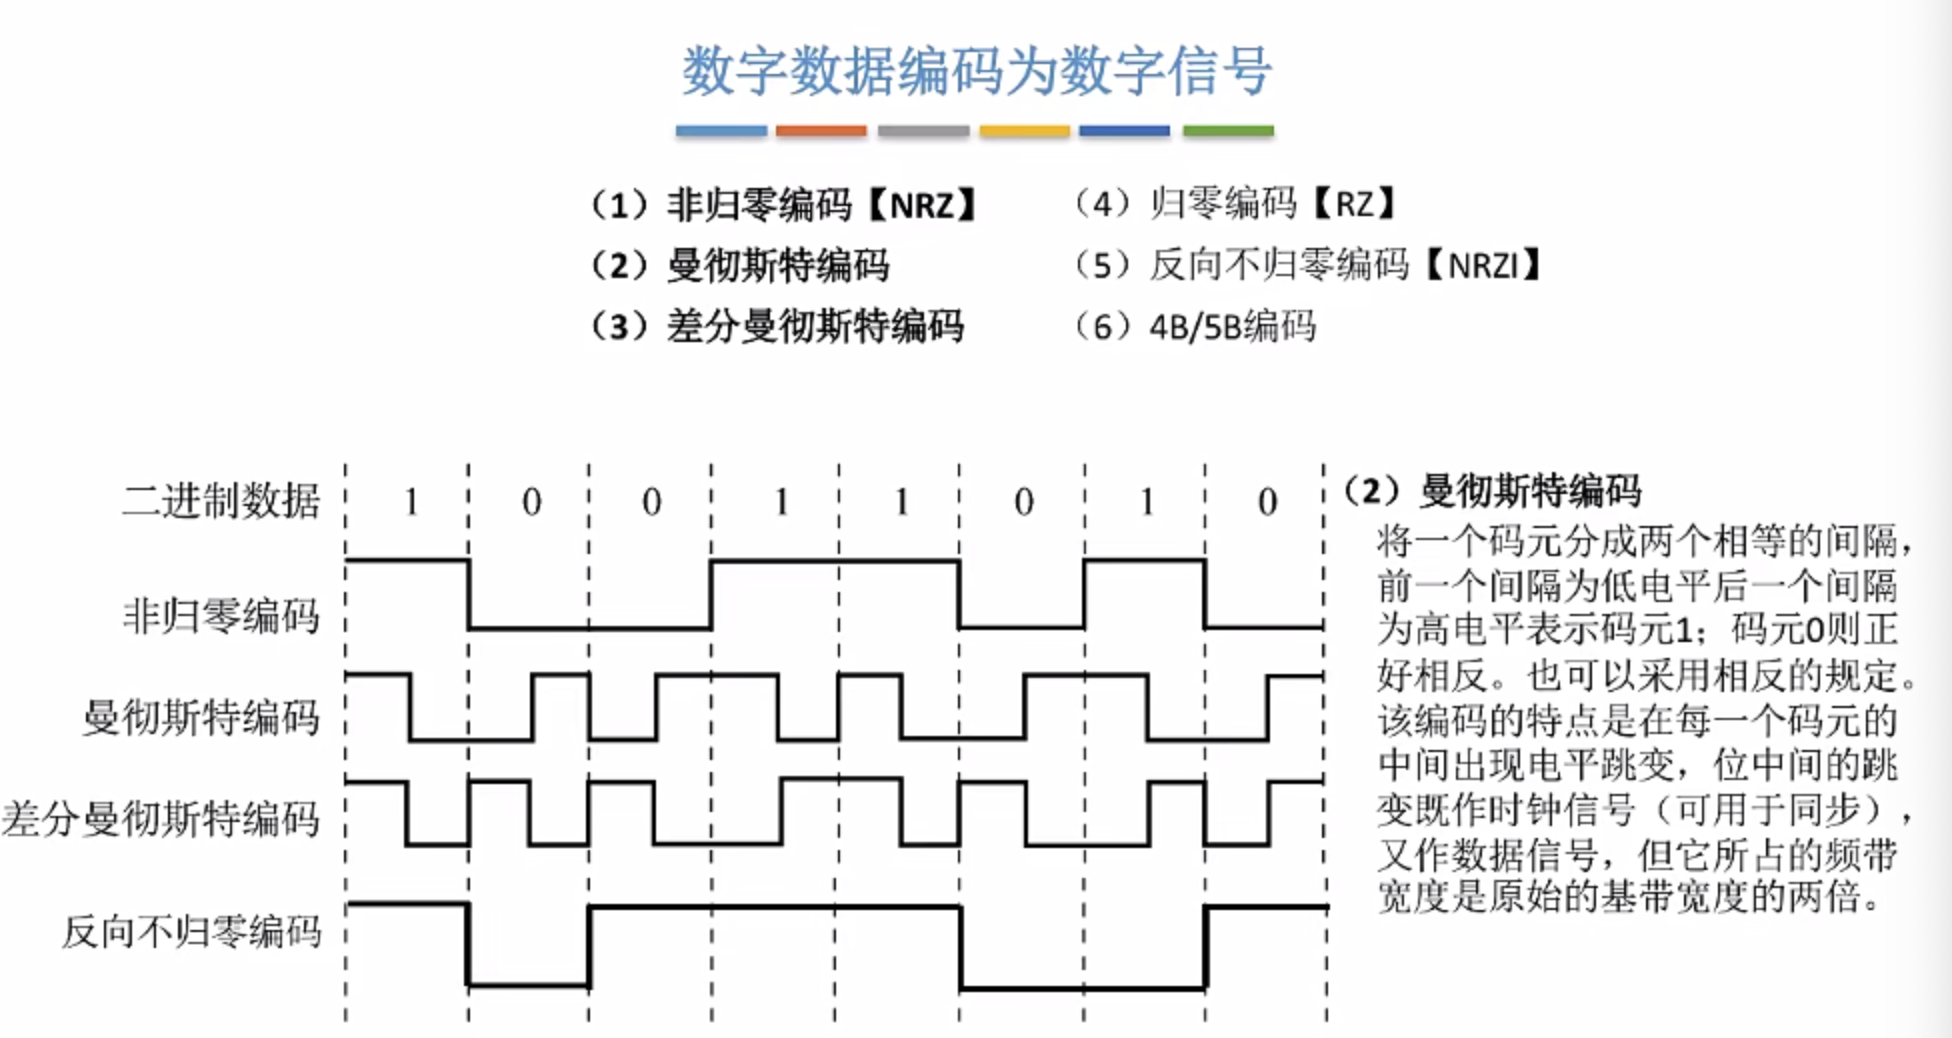 数字数据编码为数字信号
（1）非归零编码【NRZ】
（2）曼彻斯特编码
（3）差分曼彻斯特编码
（4）归零编码【RZ】
（5）反向不归零编码【NRZI】
（6）4B/5B编码
二进制数据 1 0 0 1 1 0 1 0
非归零编码
曼彻斯特编码
差分曼彻斯特编码
反向不归零编码
（2）曼彻斯特编码
将一个码元分成两个相等的间隔，
前一个间隔为低电平后一个间隔
为高电平表示码元1；码元0则正
好相反。也可以采用相反的规定。
该编码的特点是在每一个码元的
中间出现电平跳变，位中间的跳
变既作时钟信号（可用于同步），
又作数据信号，但它所占的频带
宽度是原始的基带宽度的两倍。